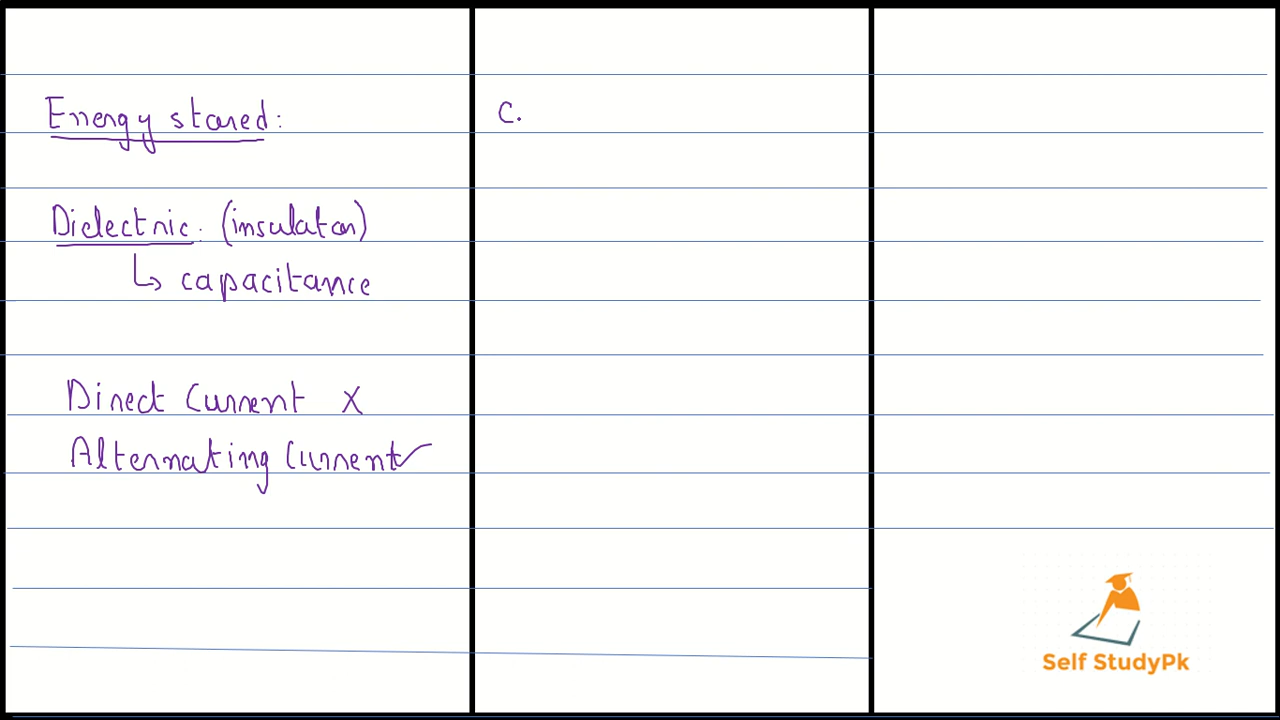 Energy stored:
Dielectric: (insulator)
↳ capacitance
Direct Current X
Alternating Current ✓
C.
Self StudyPk